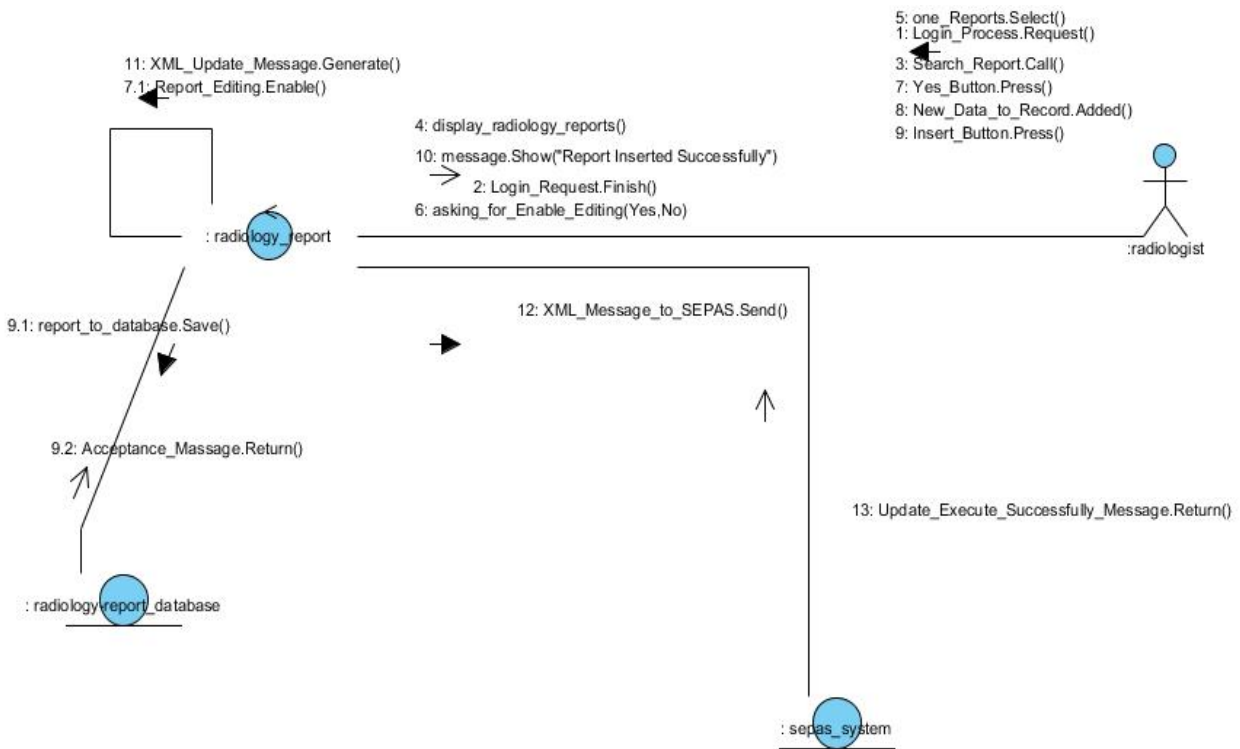 5: one_Reports.Select()
1: Login_Process.Request()
3: Search_Report.Call()
7: Yes_Button.Press()
8: New_Data_to_Record.Added()
9: Insert_Button.Press()
11: XML_Update_Message.Generate()
7.1: Report_Editing.Enable()
4: display_radiology_reports()
10: message.Show("Report Inserted Successfully")
2: Login_Request.Finish()
6: asking_for_Enable_Editing(Yes,No)
: radiology_report
:radiologist
9.1: report_to_database.Save()
12: XML_Message_to_SEPAS.Send()
9.2: Acceptance_Massage.Return()
13: Update_Execute_Successfully_Message.Return()
: radiology-report_database
: sepas_system